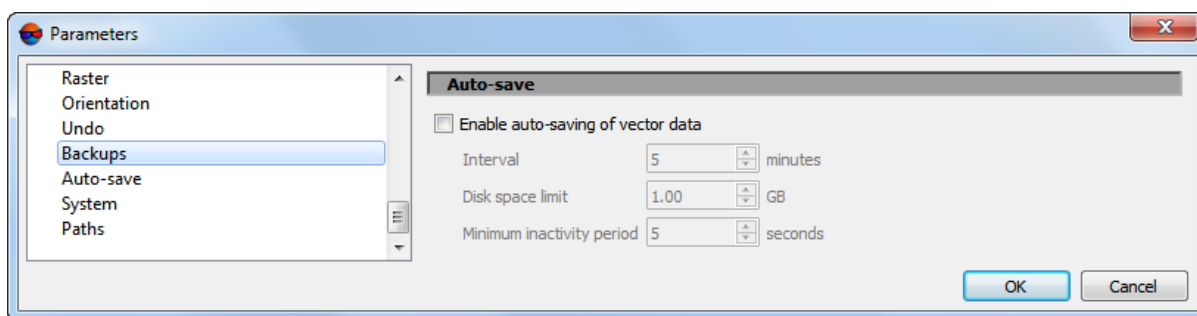 Parameters
Raster
Orientation
Undo
Backups
Auto-save
System
Paths
Auto-save
Enable auto-saving of vector data
Interval 5 minutes
Disk space limit 1.00 GB
Minimum inactivity period 5 seconds
OK Cancel